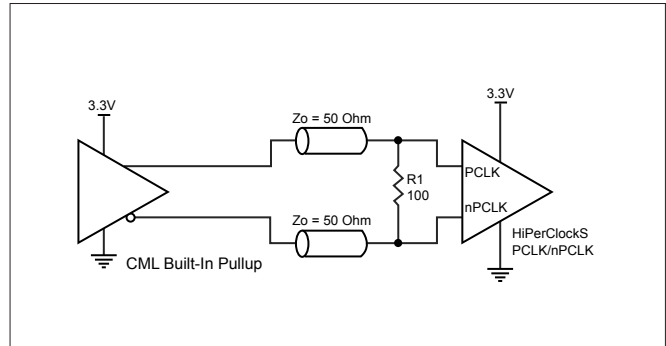 3.3V
3.3V
Zo = 50 Ohm
PCLK
R1
100
nPCLK
Zo = 50 Ohm
HiPerClockS
PCLK/nPCLK
CML Built-In Pullup